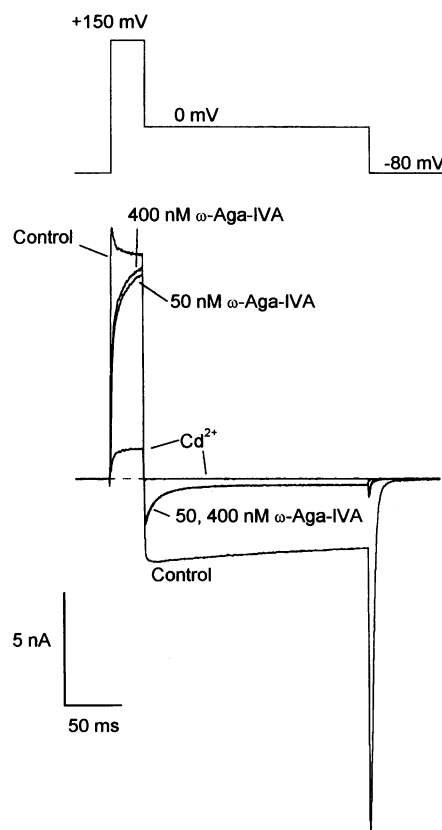 +150 mV
0 mV
-80 mV
400 nM ω-Aga-IVA
Control
50 nM ω-Aga-IVA
Cd²⁺
50, 400 nM ω-Aga-IVA
Control
5 nA
50 ms